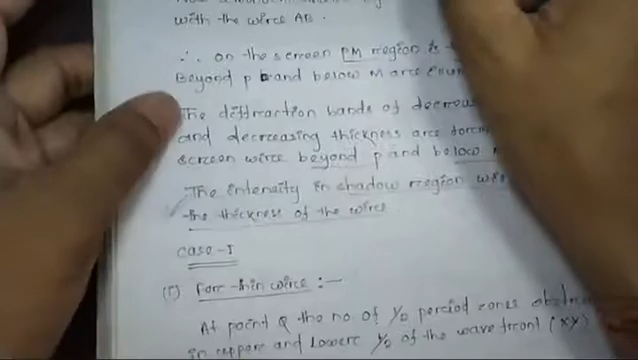 with the wire AB.
∴ on the screen PM region is
Beyond p and below M are
The diffraction bands of decreas
and decreasing thickness are form
screen wire beyond p and below
The intensity in shadow region
the thickness of the wire
Case-I
(i) For thin wire :-
At point Q the no of ½ period zones obstru
in upper and lower ½ of the wave front (XY)